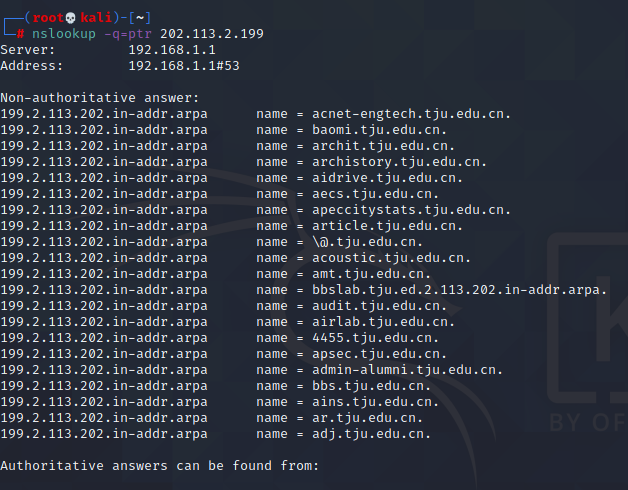 (root💀kali)-[~]
# nslookup -q=ptr 202.113.2.199
Server:         192.168.1.1
Address:        192.168.1.1#53
Non-authoritative answer:
199.2.113.202.in-addr.arpa      name = acnet-engtech.tju.edu.cn.
199.2.113.202.in-addr.arpa      name = baomi.tju.edu.cn.
199.2.113.202.in-addr.arpa      name = archit.tju.edu.cn.
199.2.113.202.in-addr.arpa      name = archistory.tju.edu.cn.
199.2.113.202.in-addr.arpa      name = aidrive.tju.edu.cn.
199.2.113.202.in-addr.arpa      name = aecs.tju.edu.cn.
199.2.113.202.in-addr.arpa      name = apeccitystats.tju.edu.cn.
199.2.113.202.in-addr.arpa      name = article.tju.edu.cn.
199.2.113.202.in-addr.arpa      name = \@.tju.edu.cn.
199.2.113.202.in-addr.arpa      name = acoustic.tju.edu.cn.
199.2.113.202.in-addr.arpa      name = amt.tju.edu.cn.
199.2.113.202.in-addr.arpa      name = bbslab.tju.ed.2.113.202.in-addr.arpa.
199.2.113.202.in-addr.arpa      name = audit.tju.edu.cn.
199.2.113.202.in-addr.arpa      name = airlab.tju.edu.cn.
199.2.113.202.in-addr.arpa      name = 4455.tju.edu.cn.
199.2.113.202.in-addr.arpa      name = apsec.tju.edu.cn.
199.2.113.202.in-addr.arpa      name = admin-alumni.tju.edu.cn.
199.2.113.202.in-addr.arpa      name = bbs.tju.edu.cn.
199.2.113.202.in-addr.arpa      name = ains.tju.edu.cn.
199.2.113.202.in-addr.arpa      name = ar.tju.edu.cn.
199.2.113.202.in-addr.arpa      name = adj.tju.edu.cn.
Authoritative answers can be found from:
K
BY OF